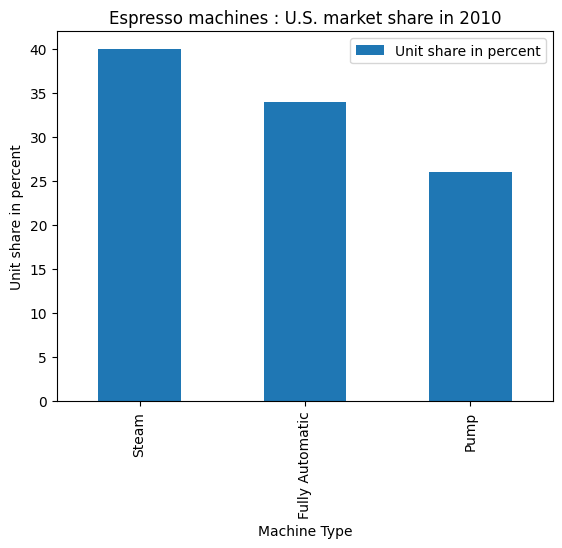 Espresso machines : U.S. market share in 2010
Unit share in percent
Unit share in percent
40
35
30
25
20
15
10
5
0
Steam
Fully Automatic
Pump
Machine Type